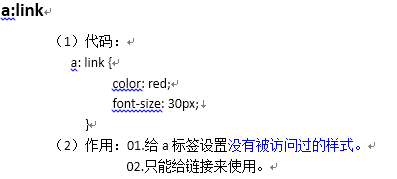 a:link
（1）代码：
a: link {
color: red;
font-size: 30px;
}
（2）作用：01.给 a 标签设置没有被访问过的样式。
02.只能给链接来使用。